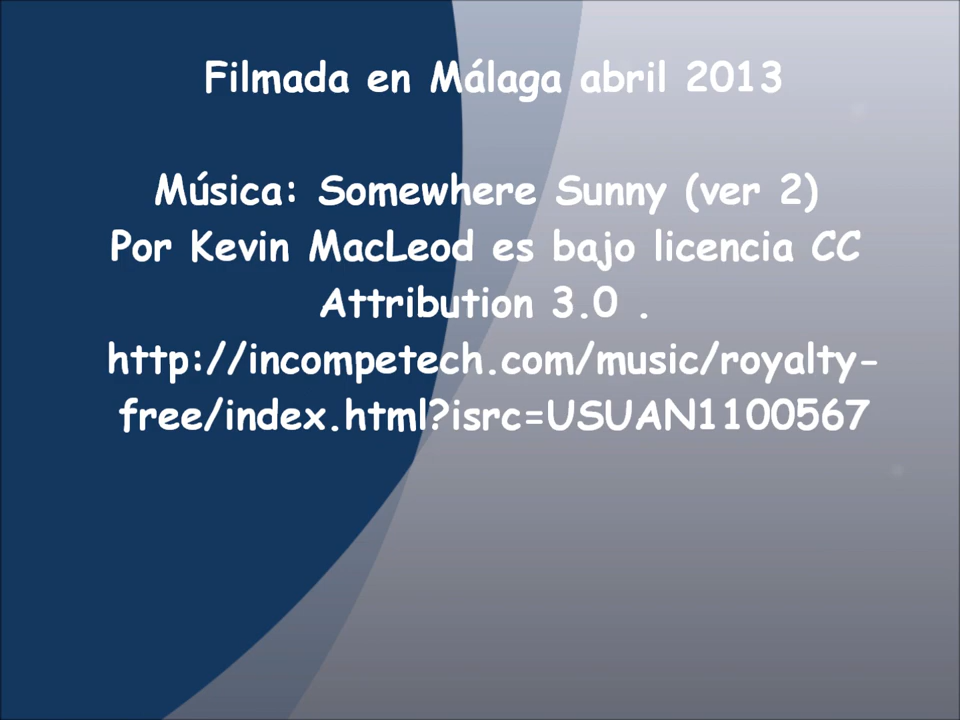 Filmada en Málaga abril 2013
Música: Somewhere Sunny (ver 2)
Por Kevin MacLeod es bajo licencia CC
Attribution 3.0 .
http://incompetech.com/music/royalty-
free/index.html?isrc=USUAN1100567